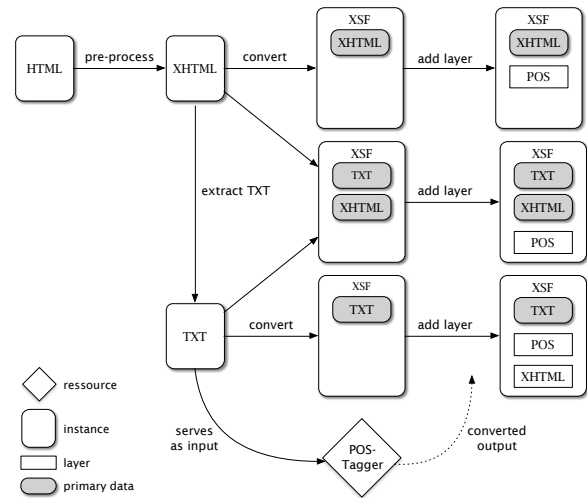 HTML
pre-process
XHTML
convert
XSF
XHTML
add layer
XSF
XHTML
POS
extract TXT
XSF
TXT
XHTML
add layer
XSF
TXT
XHTML
POS
TXT
convert
XSF
TXT
add layer
XSF
TXT
POS
XHTML
serves
as input
POS-
Tagger
converted
output
ressource
instance
layer
primary data